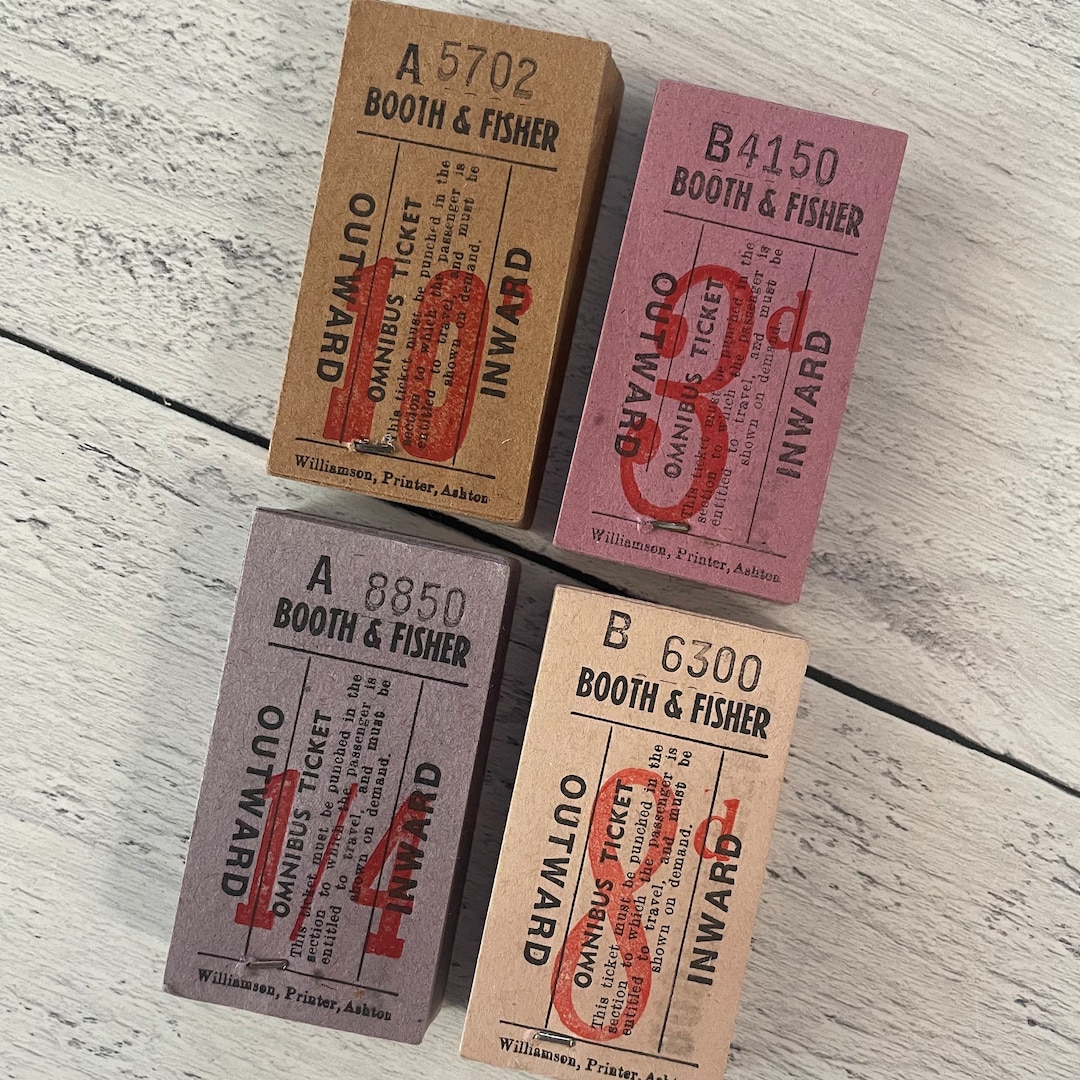 A 5702
BOOTH & FISHER
OUTWARD
OMNIBUS TICKET
This ticket must be punched in the
section to which the passenger is
entitled to travel, and must be
shown on demand.
INWARD
10
Williamson, Printer, Ashton
B 4150
BOOTH & FISHER
OUTWARD
OMNIBUS TICKET
This ticket must be punched in the
section to which the passenger is
entitled to travel, and must be
shown on demand.
INWARD
3d
Williamson, Printer, Ashton
A 8850
BOOTH & FISHER
OUTWARD
OMNIBUS TICKET
This ticket must be punched in the
section to which the passenger is
entitled to travel, and must be
shown on demand.
INWARD
1/4
Williamson, Printer, Ashton
B 6300
BOOTH & FISHER
OUTWARD
OMNIBUS TICKET
This ticket must be punched in the
section to which the passenger is
entitled to travel, and must be
shown on demand.
INWARD
8d
Williamson, Printer,